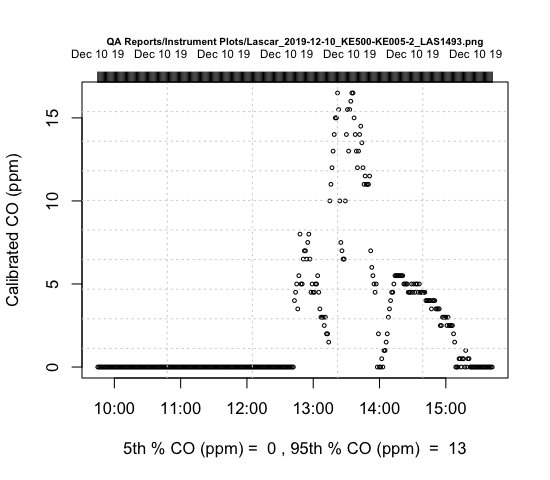 QA Reports/Instrument Plots/Lascar_2019-12-10_KE500-KE005-2_LAS1493.png
Dec 10 19 Dec 10 19 Dec 10 19 Dec 10 19 Dec 10 19 Dec 10 19 Dec 10 19
15
10
5
0
Calibrated CO (ppm)
10:00 11:00 12:00 13:00 14:00 15:00
5th % CO (ppm) = 0 , 95th % CO (ppm) = 13